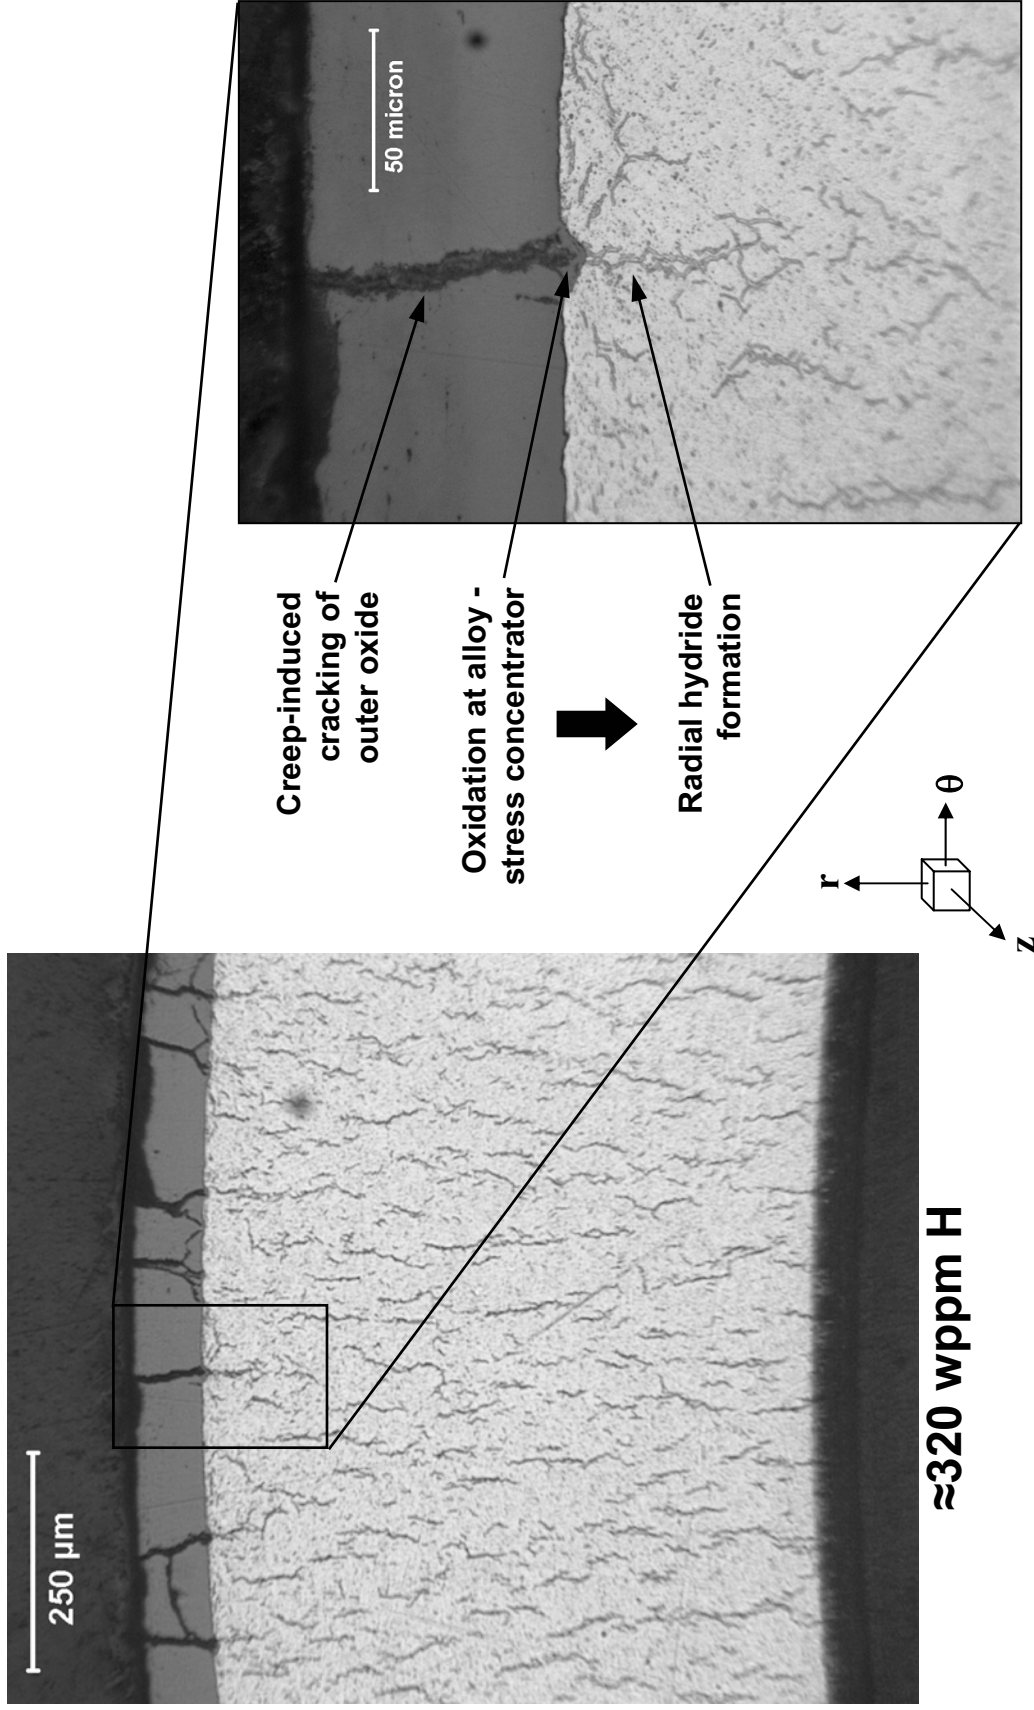 250 µm
≈320 wppm H
Creep-induced
cracking of
outer oxide
Oxidation at alloy -
stress concentrator
Radial hydride
formation
r
θ
z
50 micron